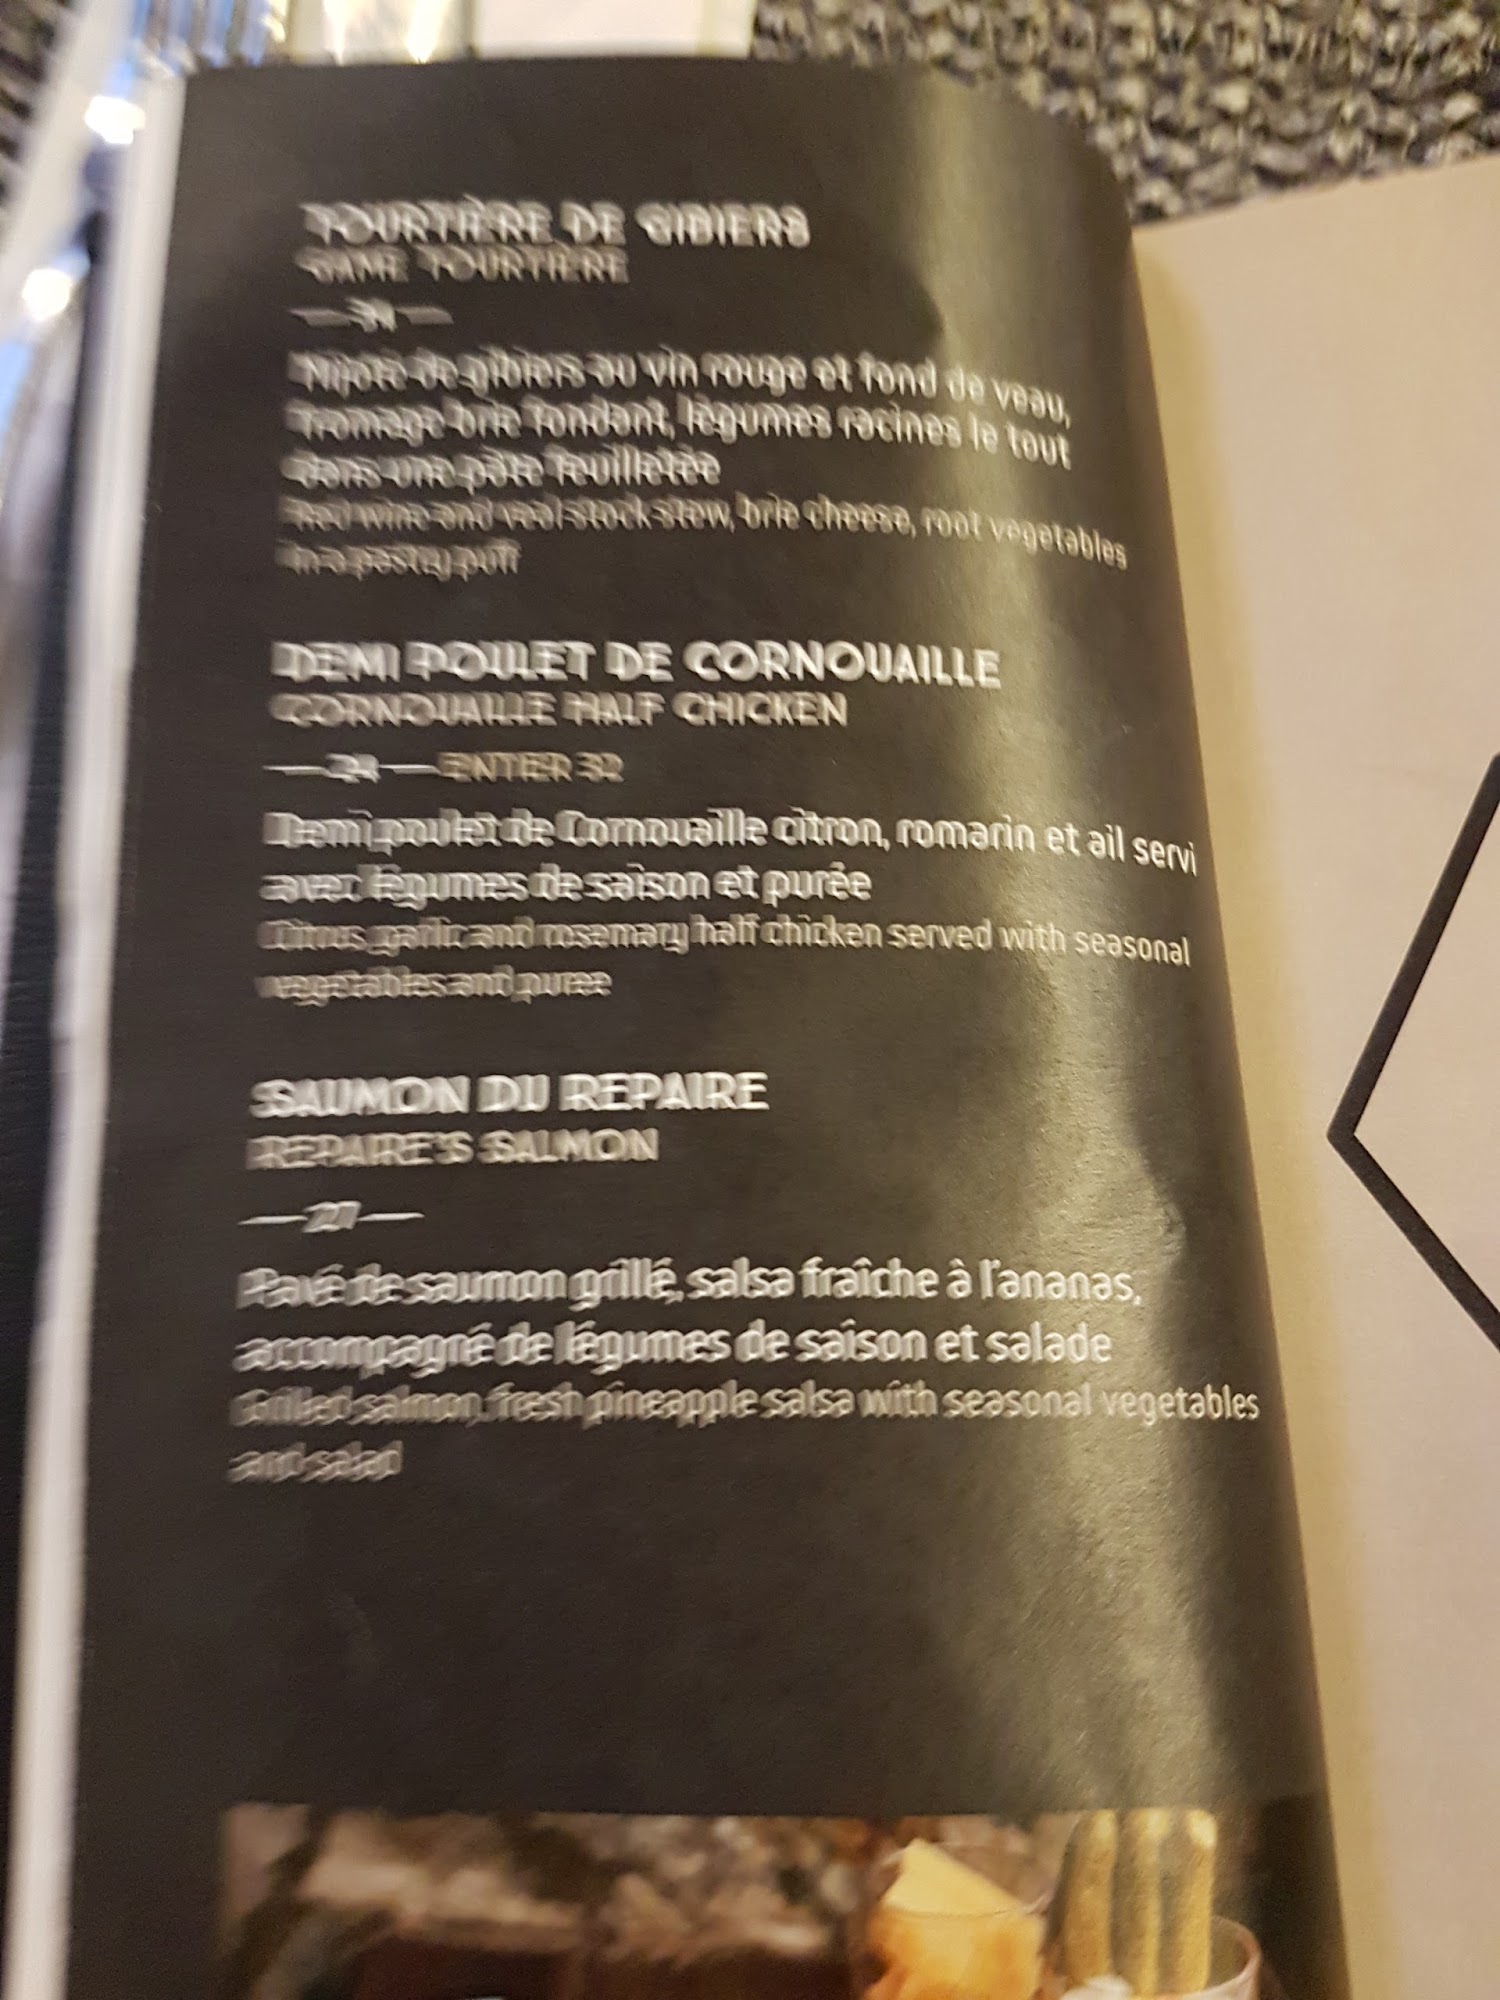 TOURTIÈRE DE GIBIERS
GAME TOURTIÈRE
Mijoté de gibiers au vin rouge et fond de veau,
fromage brie fondant, légumes racines le tout
dans une pâte feuilletée
Red wine and veal stock stew, brie cheese, root vegetables
in a pastry puff
DEMI POULET DE CORNOUAILLE
CORNOUAILLE HALF CHICKEN
— 24 — ENTIER 32
Demi poulet de Cornouaille citron, romarin et ail servi
avec légumes de saison et purée
Citrus, garlic and rosemary half chicken served with seasonal
vegetables and puree
SAUMON DU REPAIRE
REPAIRE'S SALMON
— 27 —
Pavé de saumon grillé, salsa fraîche à l'ananas,
accompagné de légumes de saison et salade
Grilled salmon, fresh pineapple salsa with seasonal vegetables
and salad